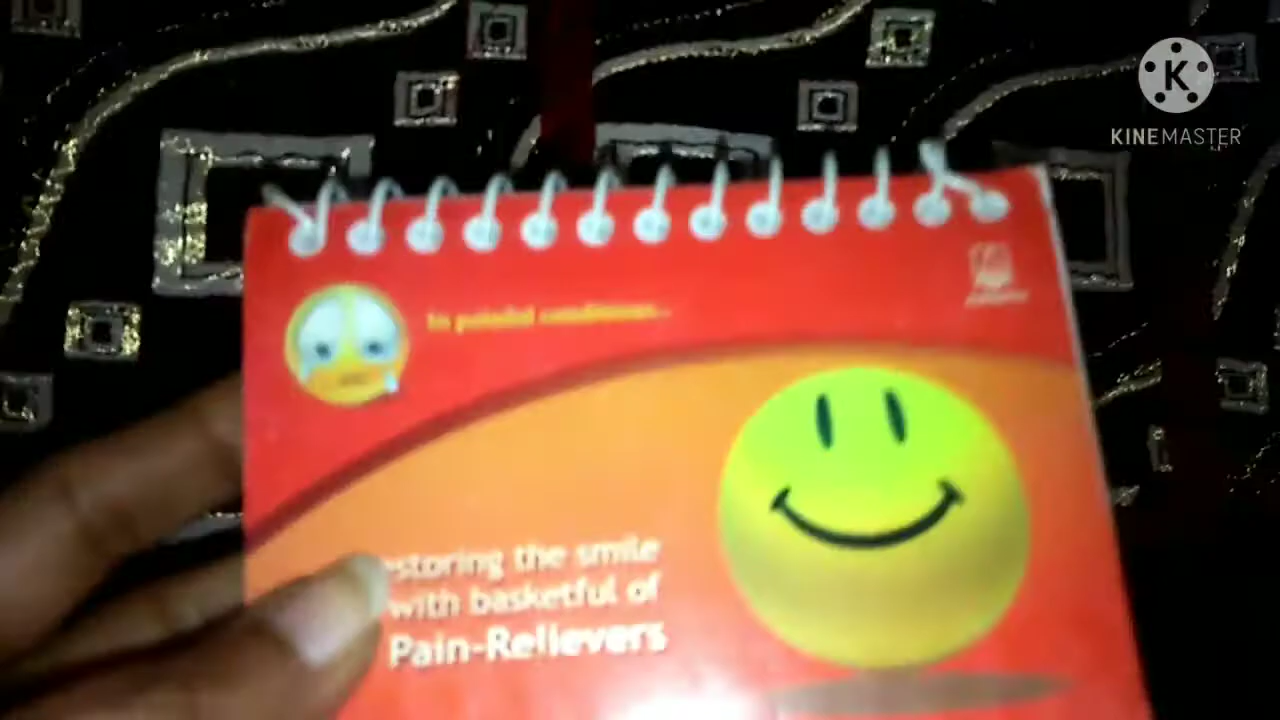 K
KINEMASTER
In painful conditions...
estoring the smile
with basketful of
Pain-Relievers